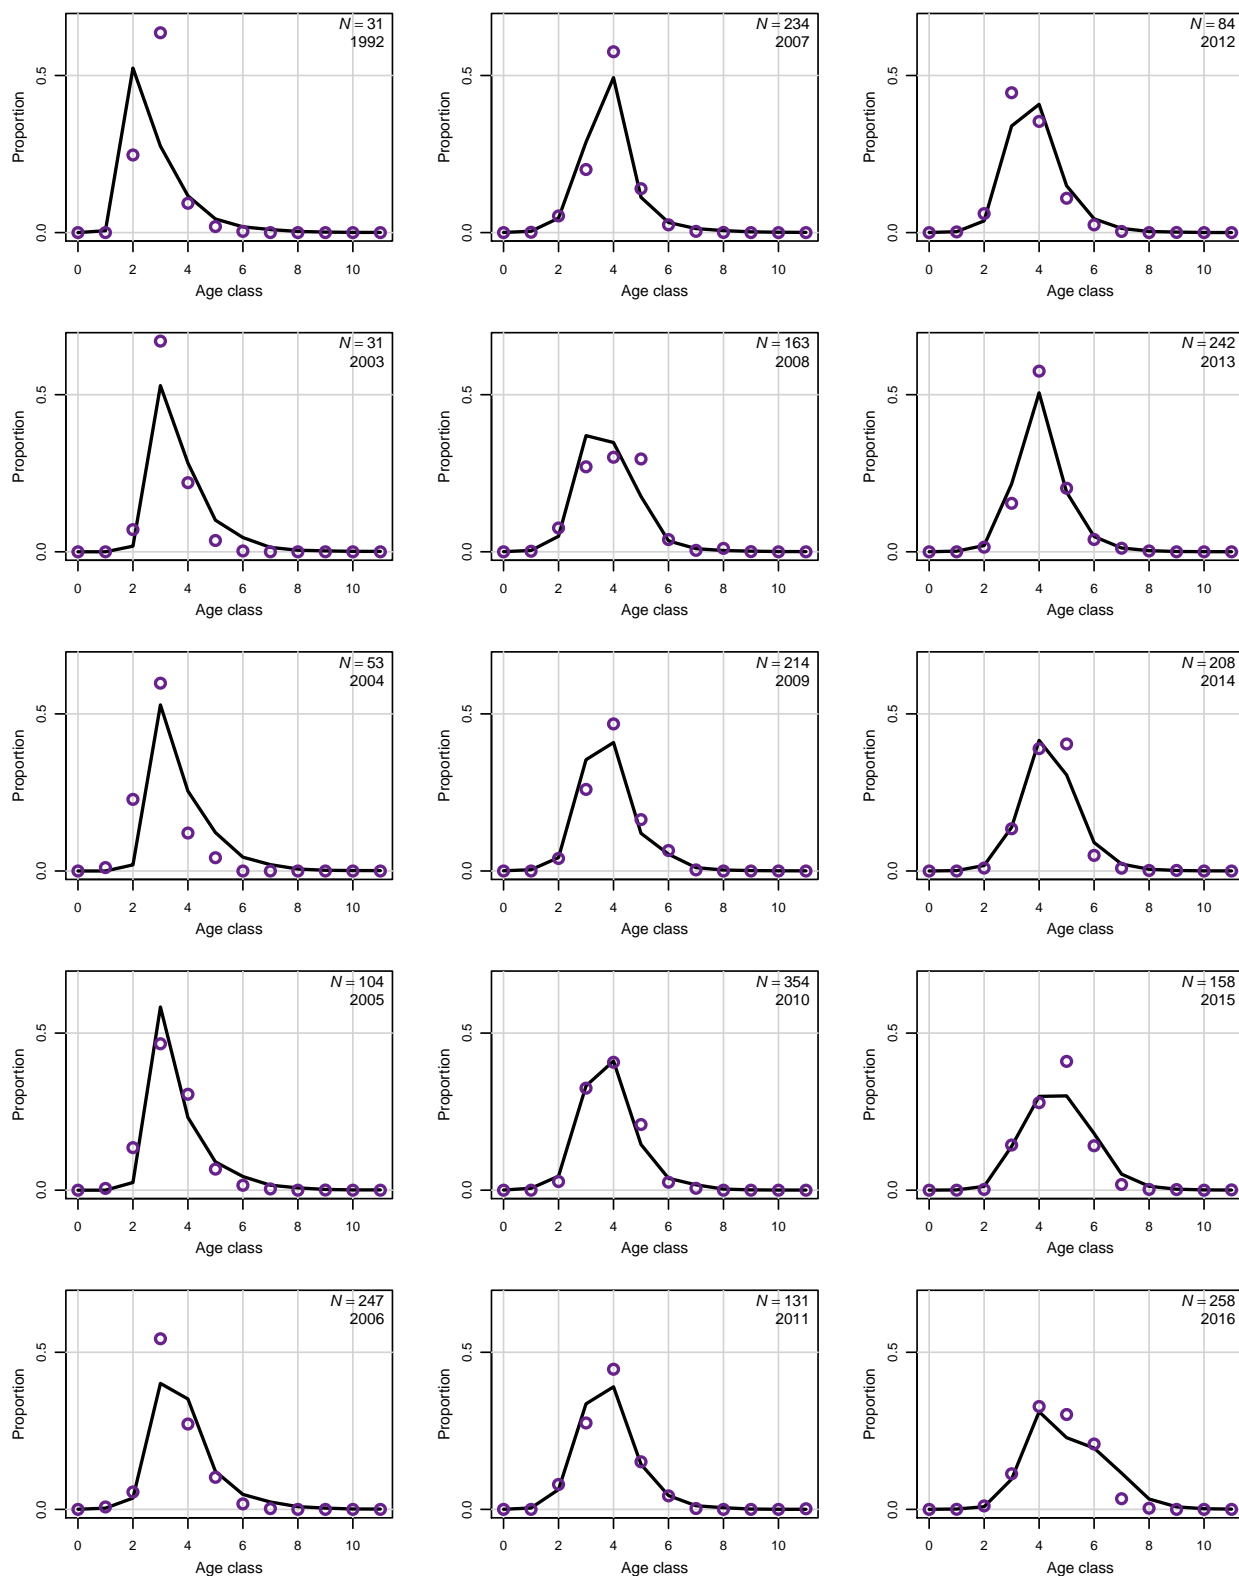 N = 31
1992
0.5
0.0
Proportion
0 2 4 6 8 10
Age class
N = 234
2007
0.5
0.0
Proportion
0 2 4 6 8 10
Age class
N = 84
2012
0.5
0.0
Proportion
0 2 4 6 8 10
Age class
N = 31
2003
0.5
0.0
Proportion
0 2 4 6 8 10
Age class
N = 163
2008
0.5
0.0
Proportion
0 2 4 6 8 10
Age class
N = 242
2013
0.5
0.0
Proportion
0 2 4 6 8 10
Age class
N = 53
2004
0.5
0.0
Proportion
0 2 4 6 8 10
Age class
N = 214
2009
0.5
0.0
Proportion
0 2 4 6 8 10
Age class
N = 208
2014
0.5
0.0
Proportion
0 2 4 6 8 10
Age class
N = 104
2005
0.5
0.0
Proportion
0 2 4 6 8 10
Age class
N = 354
2010
0.5
0.0
Proportion
0 2 4 6 8 10
Age class
N = 158
2015
0.5
0.0
Proportion
0 2 4 6 8 10
Age class
N = 247
2006
0.5
0.0
Proportion
0 2 4 6 8 10
Age class
N = 131
2011
0.5
0.0
Proportion
0 2 4 6 8 10
Age class
N = 258
2016
0.5
0.0
Proportion
0 2 4 6 8 10
Age class